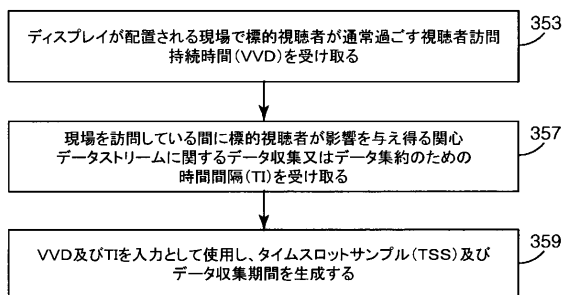 ディスプレイが配置される現場で標的視聴者が通常過ごす視聴者訪問
持続時間(VVD)を受け取る
353
現場を訪問している間に標的視聴者が影響を与え得る関心
データストリームに関するデータ収集又はデータ集約のための
時間間隔(TI)を受け取る
357
VVD及びTIを入力として使用し、タイムスロットサンプル(TSS)及び
データ収集期間を生成する
359